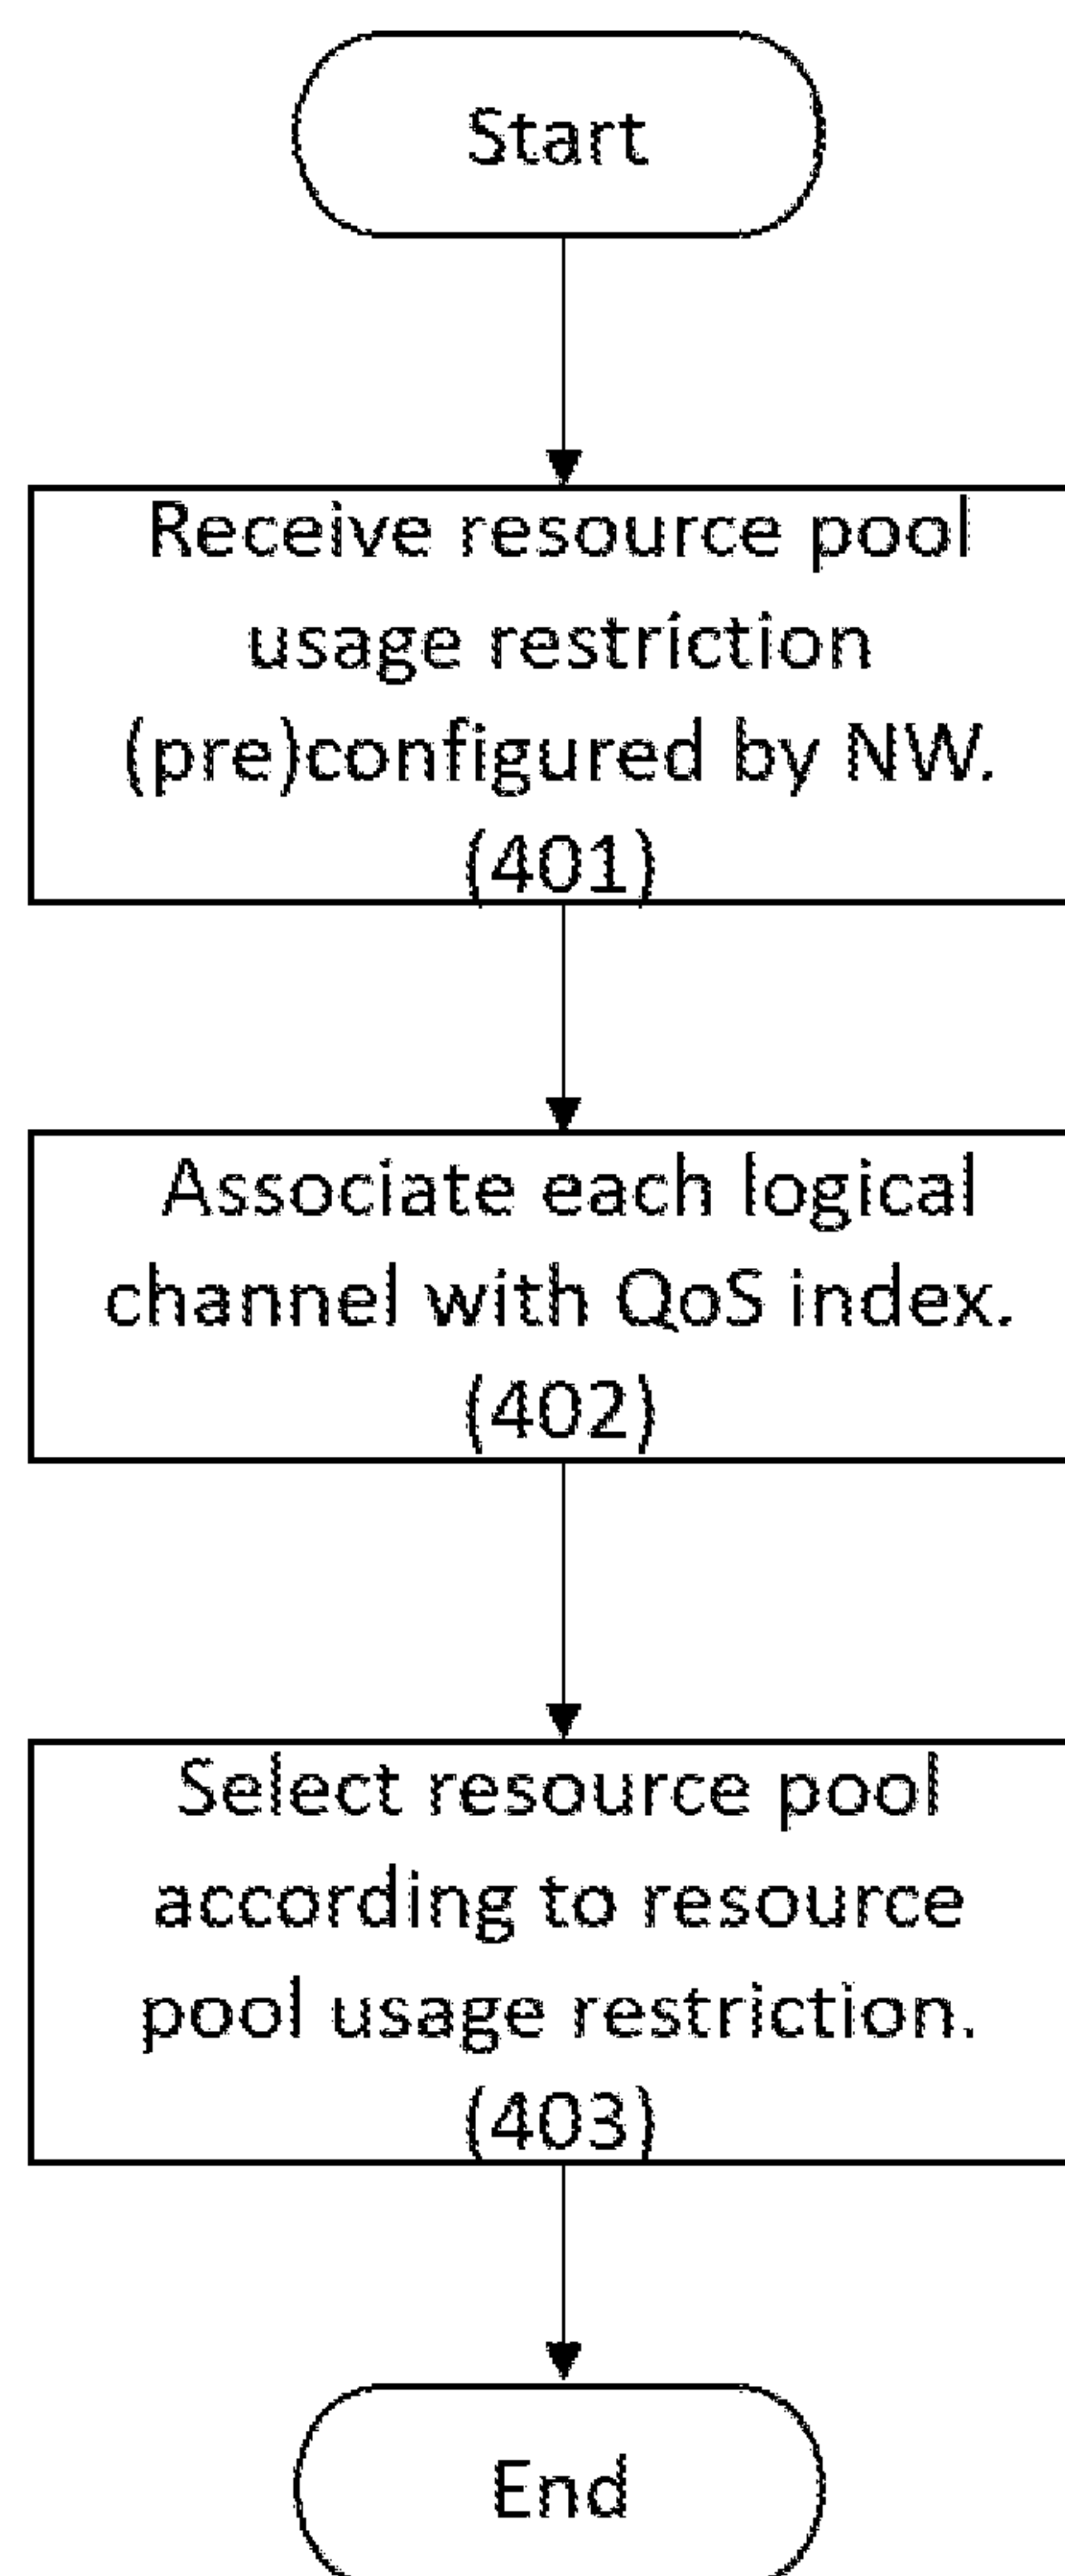 Start
Receive resource pool
usage restriction
(pre)configured by NW.
(401)
Associate each logical
channel with QoS index.
(402)
Select resource pool
according to resource
pool usage restriction.
(403)
End